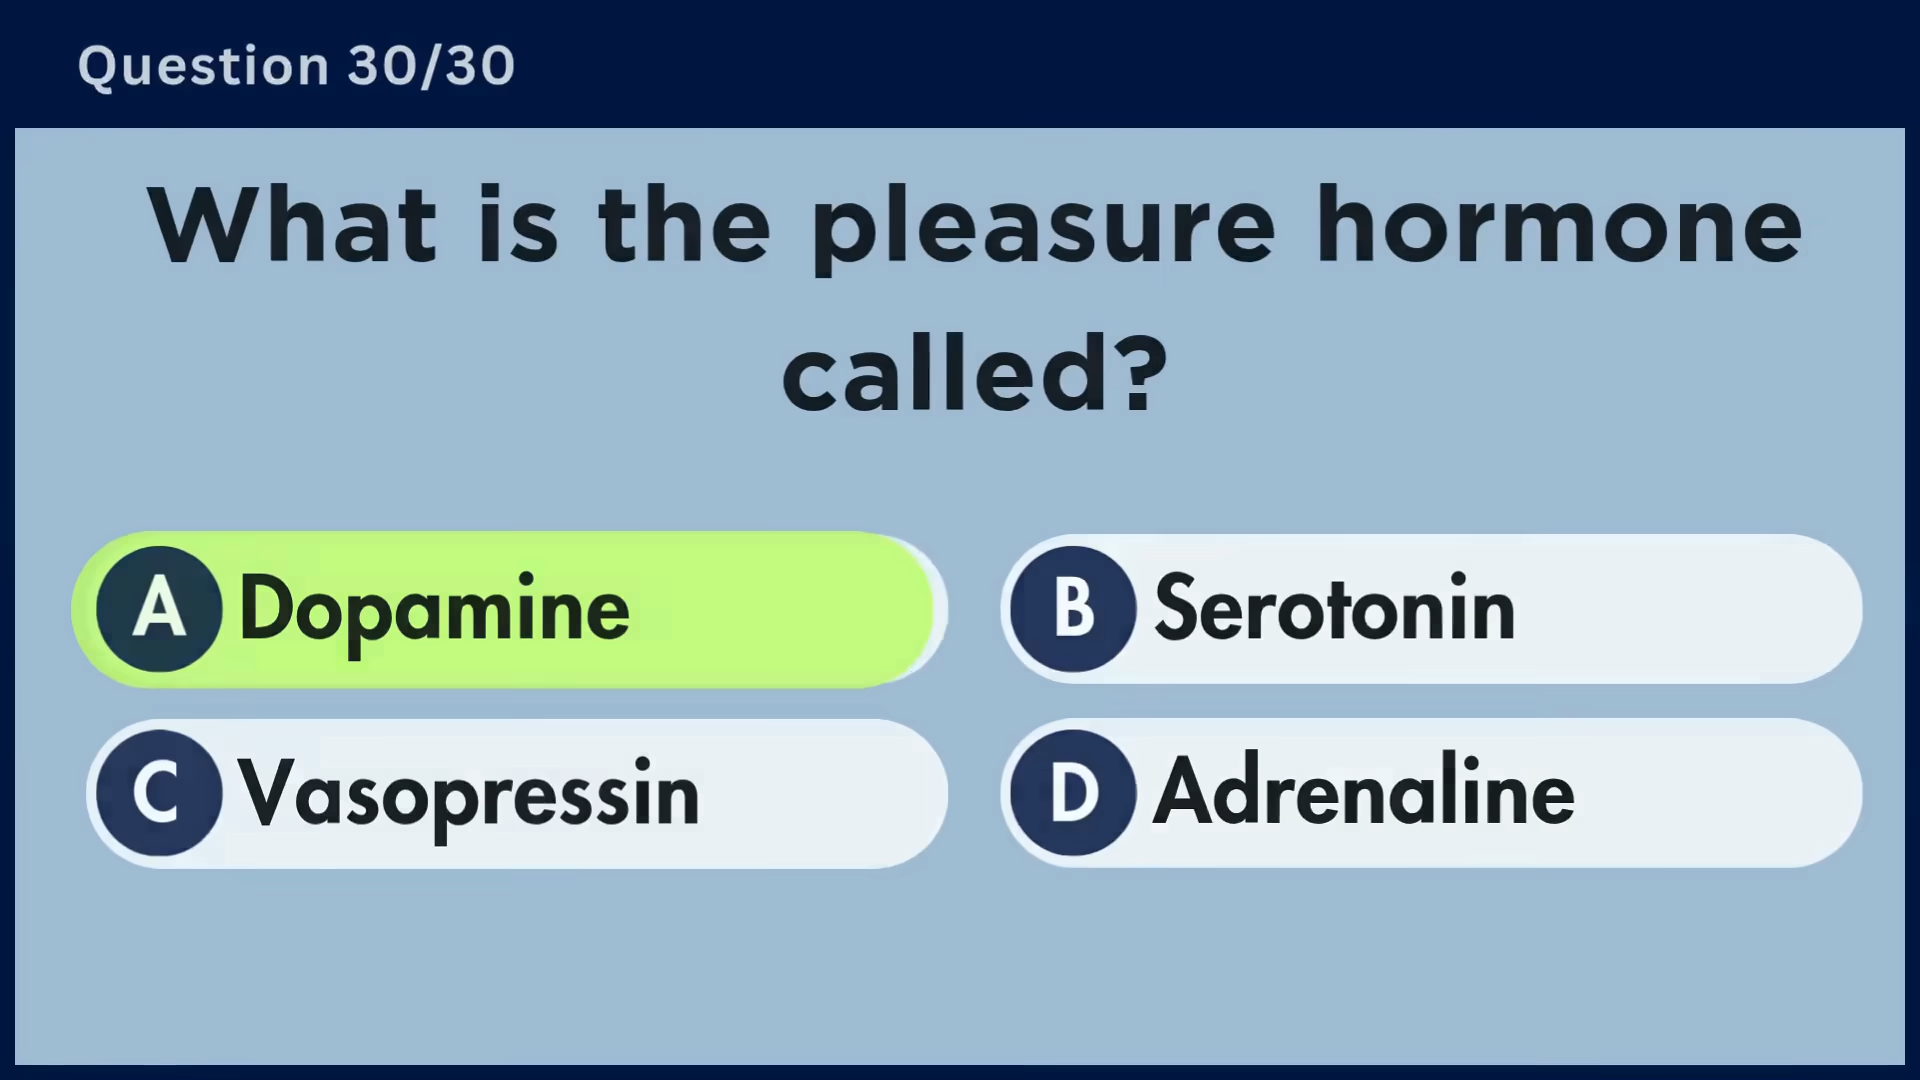 Question 30/30
What is the pleasure hormone
called?
A Dopamine
B Serotonin
C Vasopressin
D Adrenaline